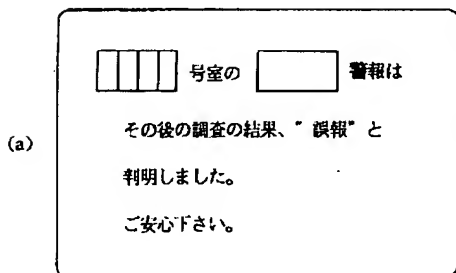 (a)
号室の 警報は
その後の調査の結果、"誤報"と
判明しました。
ご安心下さい。